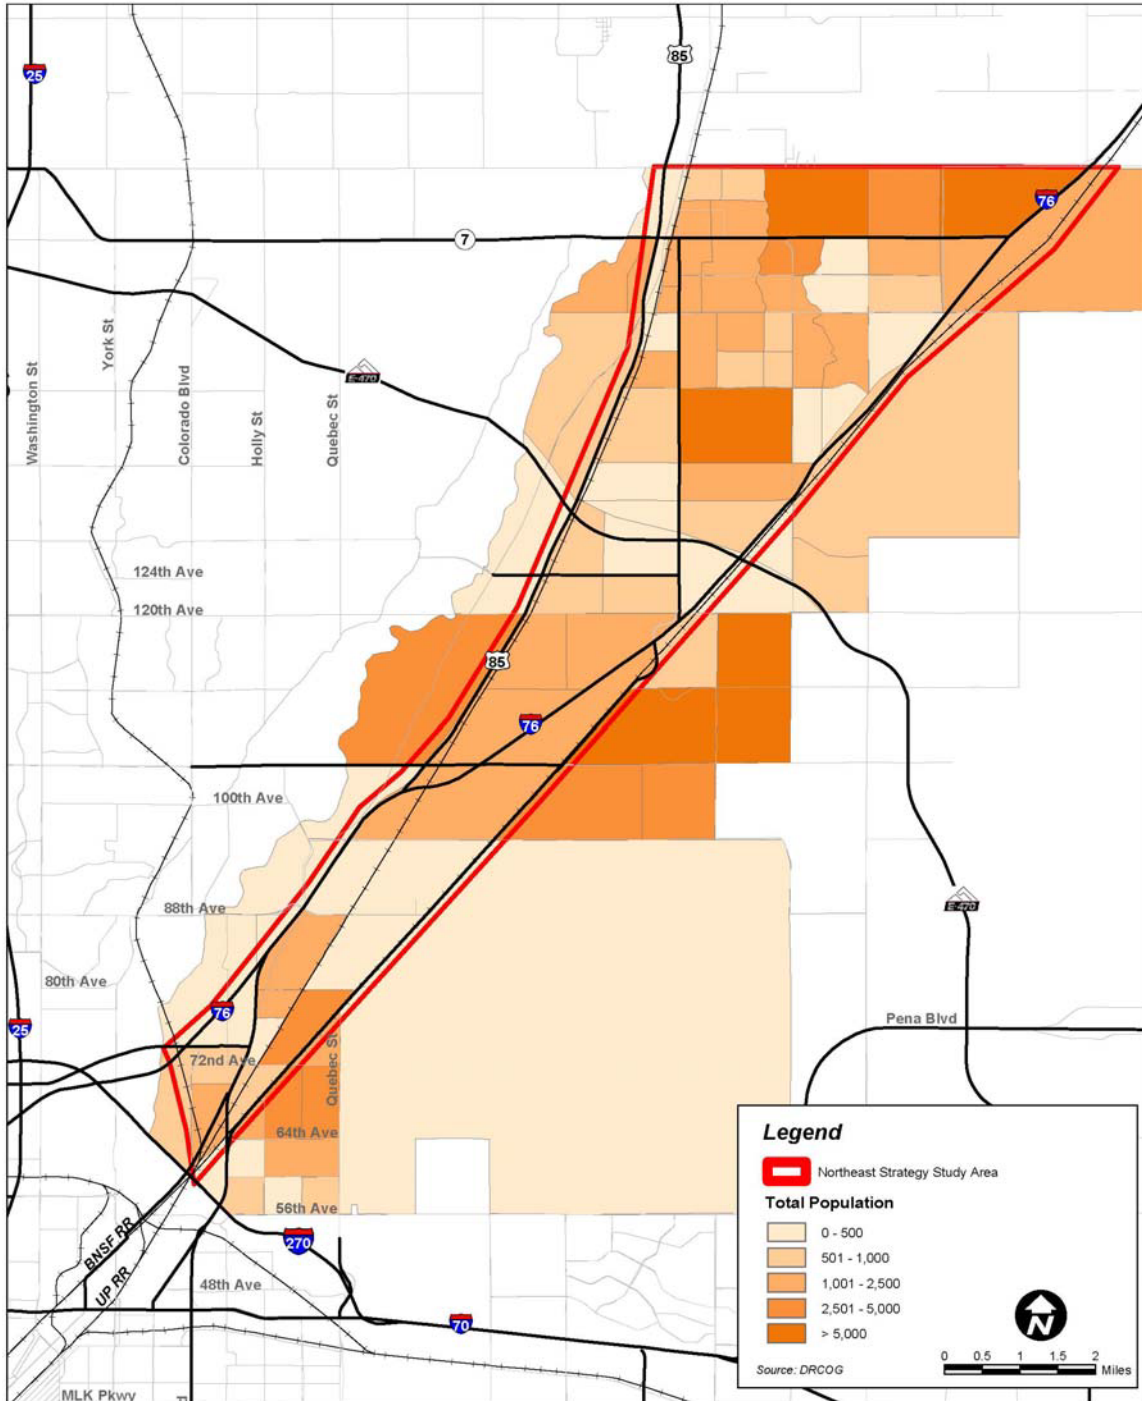 85
25
76
7
York St
Washington St
Colorado Blvd
Holly St
Quebec St
E-470
124th Ave
120th Ave
85
76
100th Ave
88th Ave
E-470
80th Ave
76
25
Pena Blvd
72nd Ave
Quebec St
64th Ave
56th Ave
BNSF RR
UP RR
270
48th Ave
70
MLK Pkwy
Legend
Northeast Strategy Study Area
Total Population
0 - 500
501 - 1,000
1,001 - 2,500
2,501 - 5,000
> 5,000
N
0 0.5 1 1.5 2
Miles
Source: DRCOG